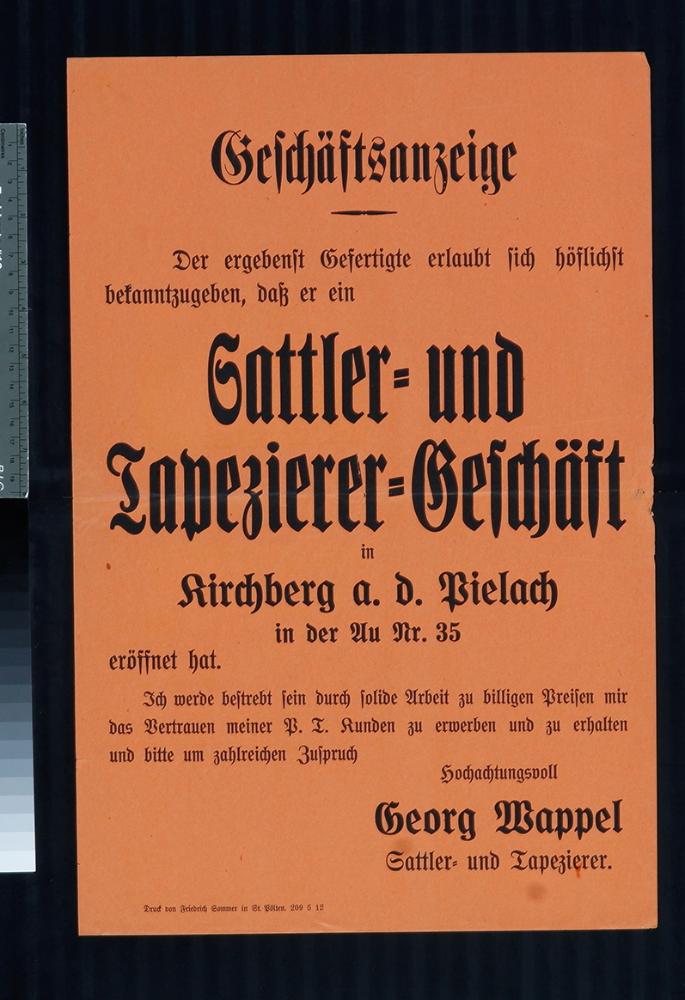 Geschäftsanzeige
Der ergebenst Gefertigte erlaubt sich höflichst
bekanntzugeben, daß er ein
Sattler- und
Tapezierer-Geschäft
in
Kirchberg a. d. Pielach
in der Au Nr. 35
eröffnet hat.
Ich werde bestrebt sein durch solide Arbeit zu billigen Preisen mir
das Vertrauen meiner P. T. Kunden zu erwerben und zu erhalten
und bitte um zahlreichen Zuspruch
Hochachtungsvoll
Georg Wappel
Sattler- und Tapezierer.
Druck von Friedrich Sommer in St. Pölten. 209 5 12